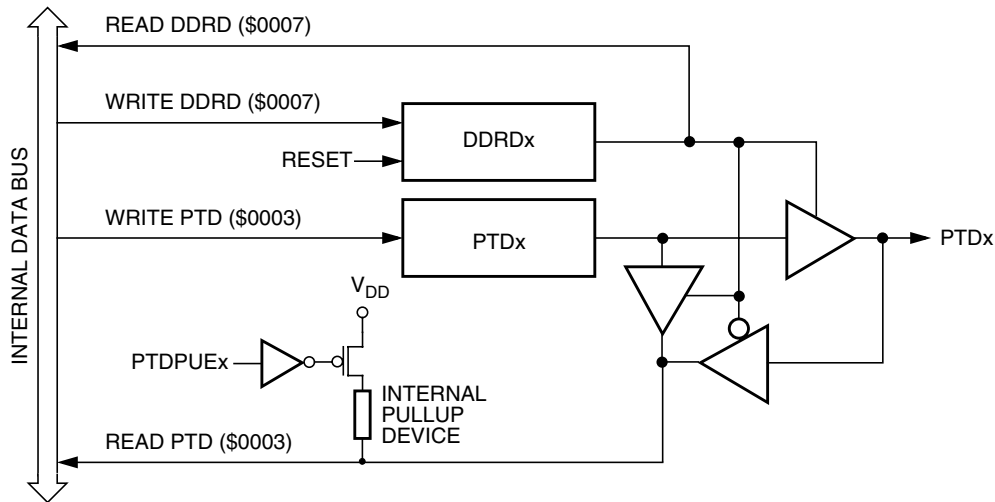 READ DDRD ($0007)
WRITE DDRD ($0007)
DDRDx
RESET
WRITE PTD ($0003)
PTDx
PTDx
VDD
PTDPUEx
INTERNAL
PULLUP
DEVICE
READ PTD ($0003)
INTERNAL DATA BUS